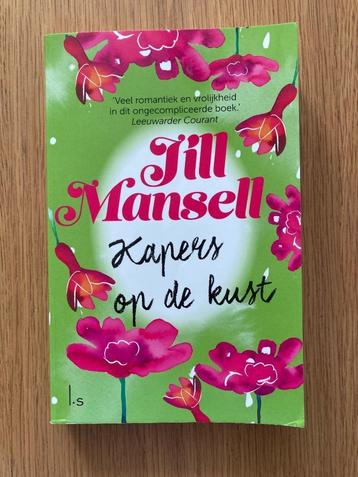 'Veel romantiek en vrolijkheid
in dit ongecompliceerde boek.'
Leeuwarder Courant
Jill
Mansell
Kapers
op de kust
l.s